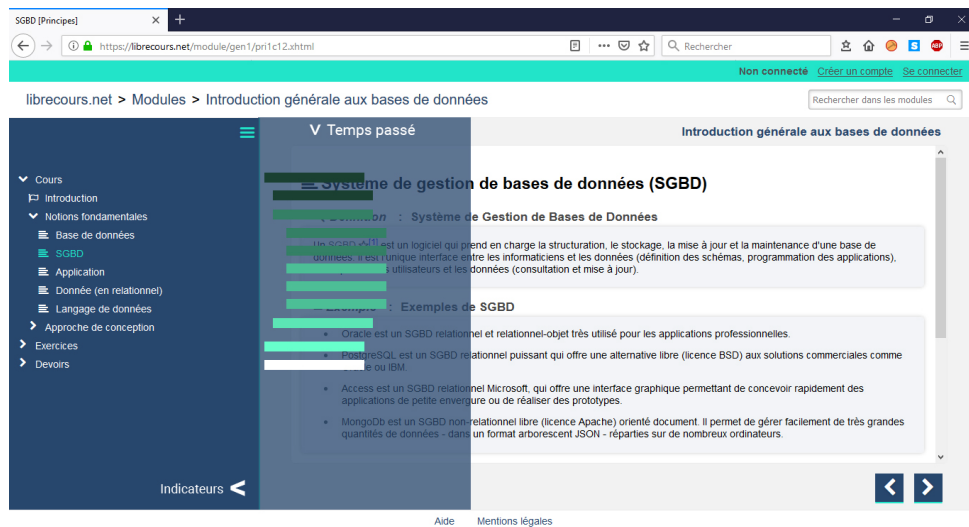 SGBD [Principes]
https://librecours.net/module/gen1/pri1c12.xhtml
Rechercher
Non connecté Créer un compte Se connecter
librecours.net > Modules > Introduction générale aux bases de données
Rechercher dans les modules
Temps passé
Introduction générale aux bases de données
Cours
Introduction
Notions fondamentales
Base de données
SGBD
Application
Donnée (en relationnel)
Langage de données
Approche de conception
Exercices
Devoirs
Indicateurs
Système de gestion de bases de données (SGBD)
Définition : Système de Gestion de Bases de Données
Un SGBD [1] est un logiciel qui prend en charge la structuration, le stockage, la mise à jour et la maintenance d'une base de
données. Il est l'unique interface entre les informaticiens et les données (définition des schémas, programmation des applications),
utilisateurs et les données (consultation et mise à jour).
Exemple : Exemples de SGBD
Oracle est un SGBD relationnel et relationnel-objet très utilisé pour les applications professionnelles.
PostgreSQL est un SGBD relationnel puissant qui offre une alternative libre (licence BSD) aux solutions commerciales comme
ou IBM.
Access est un SGBD relationnel Microsoft, qui offre une interface graphique permettant de concevoir rapidement des
applications de petite envergure ou de réaliser des prototypes.
MongoDb est un SGBD non-relationnel libre (licence Apache) orienté document. Il permet de gérer facilement de très grandes
quantités de données - dans un format arborescent JSON - réparties sur de nombreux ordinateurs.
Aide Mentions légales